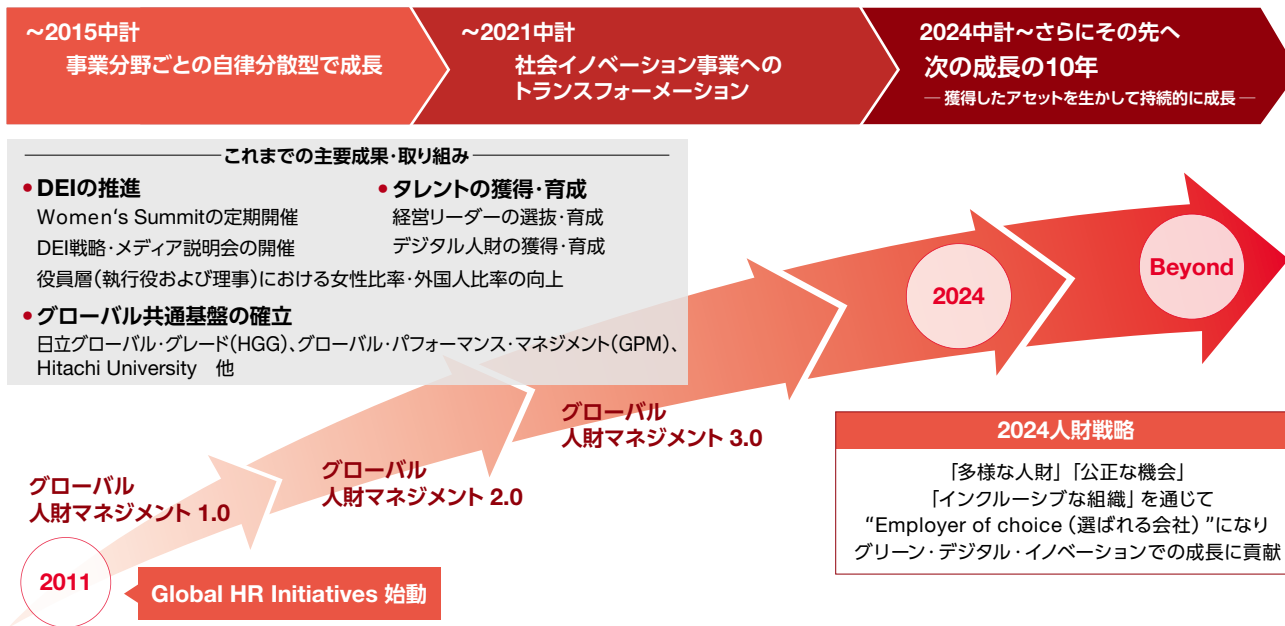 ~2015中計
事業分野ごとの自律分散型で成長
~2021中計
社会イノベーション事業への
トランスフォーメーション
2024中計~さらにその先へ
次の成長の10年
― 獲得したアセットを生かして持続的に成長 ―
これまでの主要成果・取り組み
• DEIの推進
Women's Summitの定期開催
DEI戦略・メディア説明会の開催
役員層(執行役および理事)における女性比率・外国人比率の向上
• タレントの獲得・育成
経営リーダーの選抜・育成
デジタル人財の獲得・育成
• グローバル共通基盤の確立
日立グローバル・グレード(HGG)、グローバル・パフォーマンス・マネジメント(GPM)、
Hitachi University 他
2024
Beyond
グローバル
人財マネジメント 3.0
グローバル
人財マネジメント 2.0
グローバル
人財マネジメント 1.0
2011
Global HR Initiatives 始動
2024人財戦略
「多様な人財」「公正な機会」
「インクルーシブな組織」を通じて
“Employer of choice(選ばれる会社)”になり
グリーン・デジタル・イノベーションでの成長に貢献